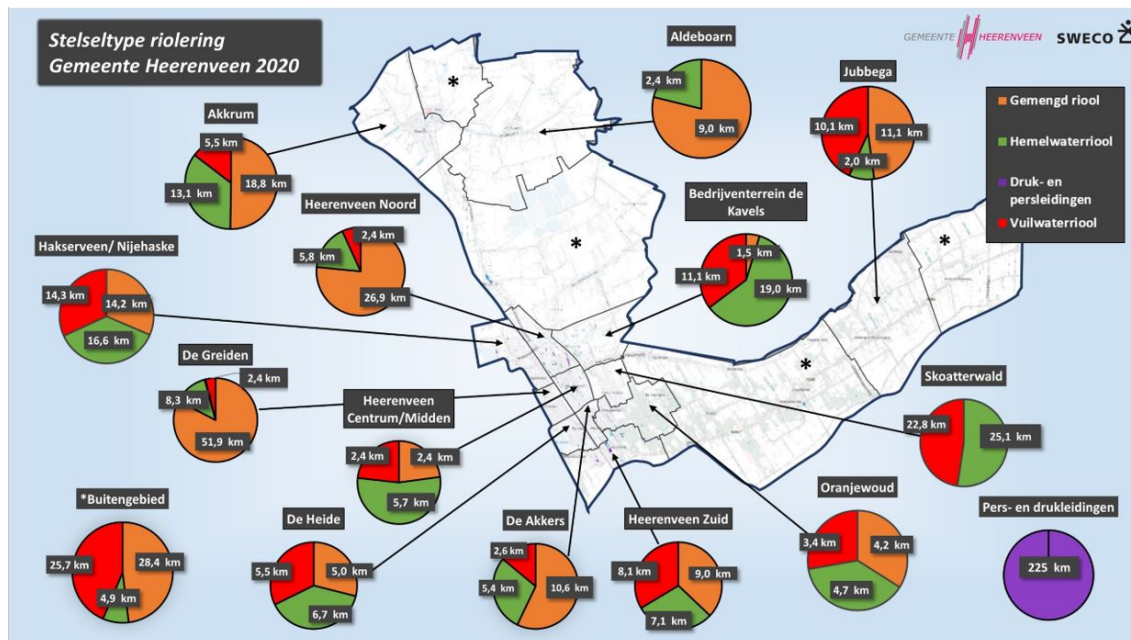 Stelseltype riolering
Gemeente Heerenveen 2020
GEMEENTE HEERENVEEN
SWECO
Gemengd riool
Hemelwaterriool
Druk- en
persleidingen
Vuilwaterriool
Akkrum
5,5 km
13,1 km
18,8 km
Aldeboarn
2,4 km
9,0 km
Jubbega
10,1 km
11,1 km
2,0 km
*
*
*
*
Heerenveen Noord
2,4 km
5,8 km
26,9 km
Bedrijventerrein de
Kavels
1,5 km
11,1 km
19,0 km
Hakserveen/ Nijehaske
14,3 km
14,2 km
16,6 km
De Greiden
2,4 km
8,3 km
51,9 km
Heerenveen
Centrum/Midden
2,4 km
2,4 km
5,7 km
Skoatterwald
22,8 km
25,1 km
*Buitengebied
25,7 km
28,4 km
4,9 km
De Heide
5,5 km
5,0 km
6,7 km
De Akkers
2,6 km
5,4 km
10,6 km
Heerenveen Zuid
8,1 km
9,0 km
7,1 km
Oranjewoud
3,4 km
4,2 km
4,7 km
Pers- en drukleidingen
225 km